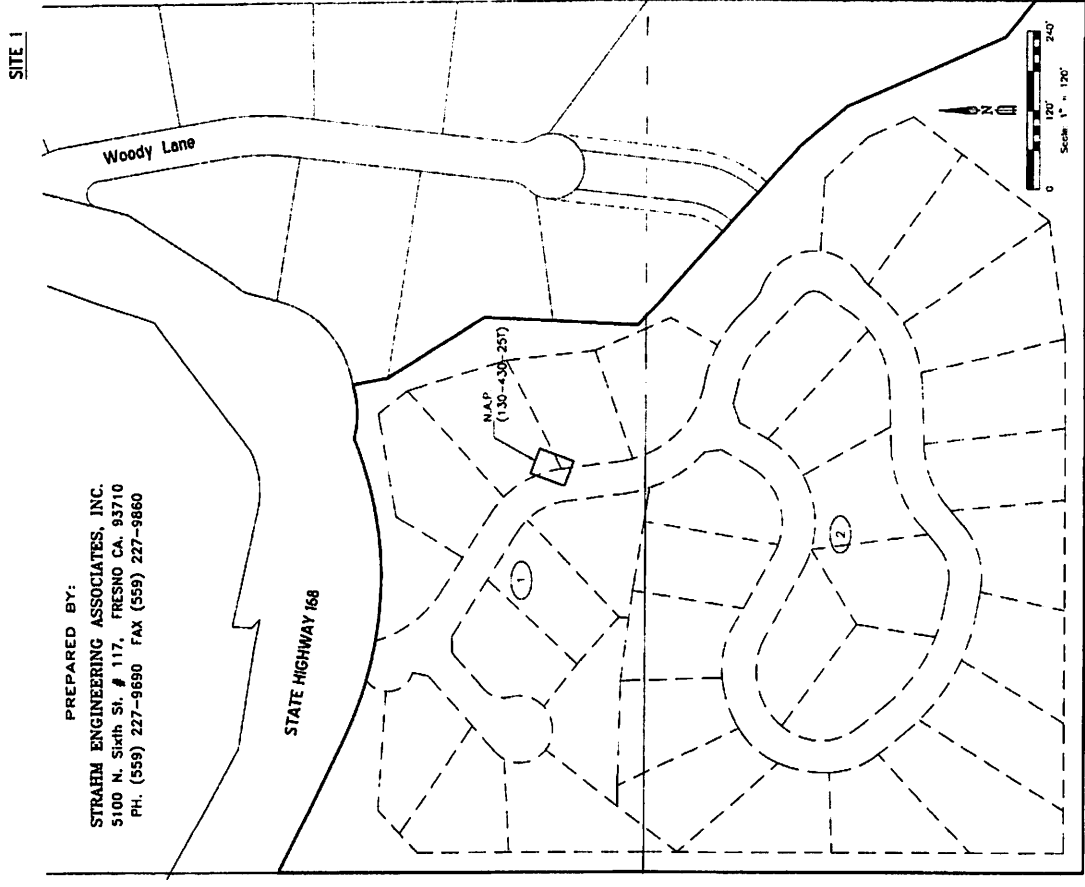 SITE 1
PREPARED BY:
STRAHM ENGINEERING ASSOCIATES, INC.
5100 N. Sixth St. # 117, FRESNO CA. 93710
PH. (559) 227-9690 FAX (559) 227-9860
Woody Lane
STATE HIGHWAY 168
N.A.P
(130-430-25T)
1
2
N
0 120' 240'
Scale 1" = 120'